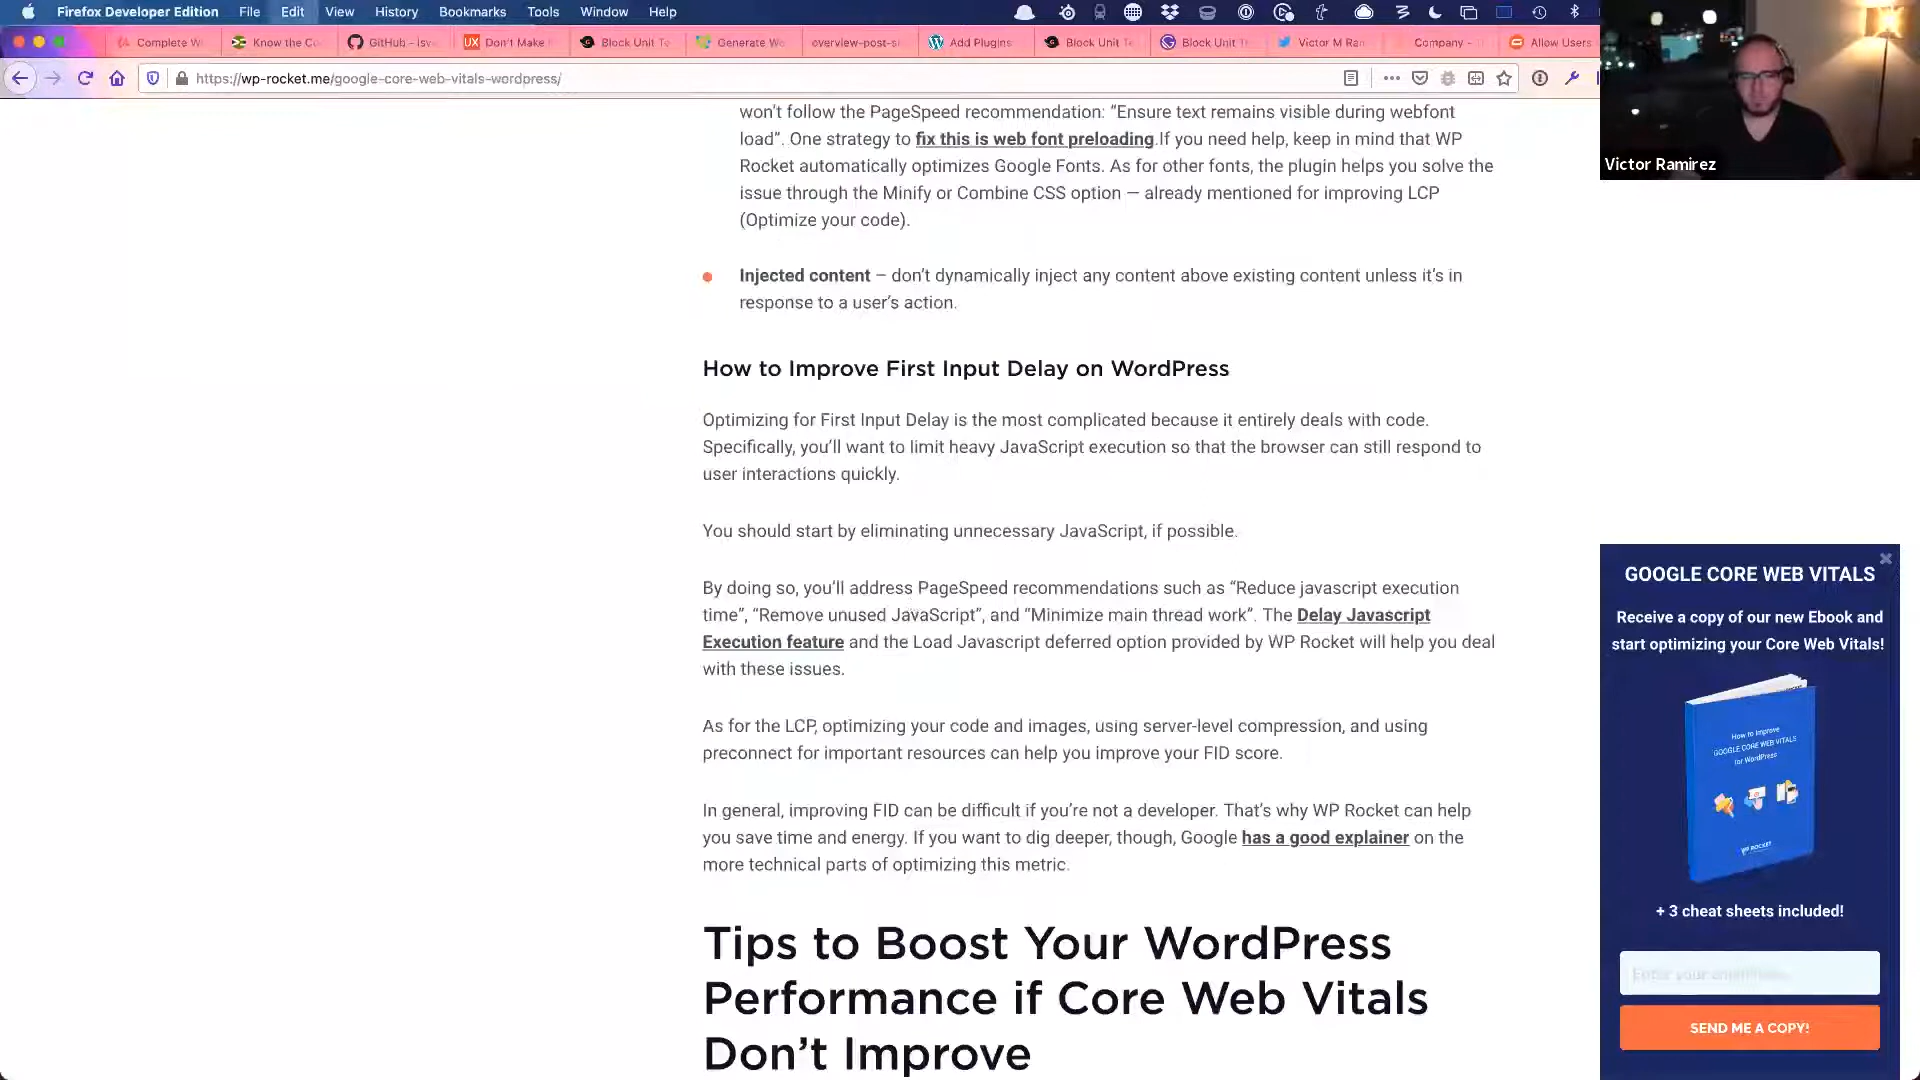 Firefox Developer Edition File Edit View History Bookmarks Tools Window Help
Complete W Know the Co GitHub - isv Don't Make Block Unit Te Generate Wo overview-post-s Add Plugins Block Unit Te Block Unit T Victor M Ran Company - Allow Users
https://wp-rocket.me/google-core-web-vitals-wordpress/
Victor Ramirez
won't follow the PageSpeed recommendation: “Ensure text remains visible during webfont
load”. One strategy to fix this is web font preloading.If you need help, keep in mind that WP
Rocket automatically optimizes Google Fonts. As for other fonts, the plugin helps you solve the
issue through the Minify or Combine CSS option — already mentioned for improving LCP
(Optimize your code).
Injected content – don’t dynamically inject any content above existing content unless it’s in
response to a user’s action.
How to Improve First Input Delay on WordPress
Optimizing for First Input Delay is the most complicated because it entirely deals with code.
Specifically, you’ll want to limit heavy JavaScript execution so that the browser can still respond to
user interactions quickly.
You should start by eliminating unnecessary JavaScript, if possible.
By doing so, you’ll address PageSpeed recommendations such as “Reduce javascript execution
time”, “Remove unused JavaScript”, and “Minimize main thread work”. The Delay Javascript
Execution feature and the Load Javascript deferred option provided by WP Rocket will help you deal
with these issues.
As for the LCP, optimizing your code and images, using server-level compression, and using
preconnect for important resources can help you improve your FID score.
In general, improving FID can be difficult if you’re not a developer. That’s why WP Rocket can help
you save time and energy. If you want to dig deeper, though, Google has a good explainer on the
more technical parts of optimizing this metric.
Tips to Boost Your WordPress
Performance if Core Web Vitals
Don’t Improve
GOOGLE CORE WEB VITALS
Receive a copy of our new Ebook and
start optimizing your Core Web Vitals!
How to Improve
GOOGLE CORE WEB VITALS
for WordPress
WP ROCKET
+ 3 cheat sheets included!
Enter your
SEND ME A COPY!